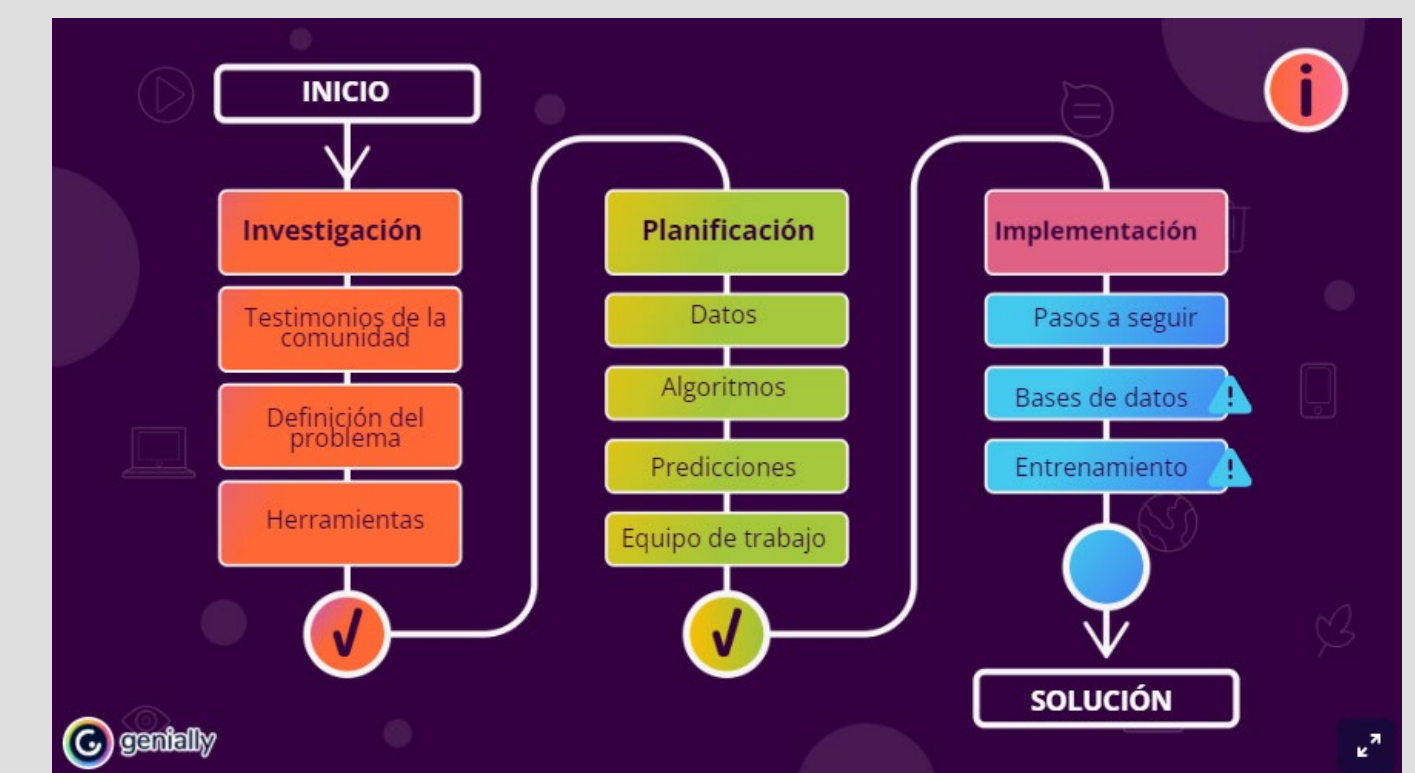 INICIO
Investigación
Testimonios de la
comunidad
Definición del
problema
Herramientas
Planificación
Datos
Algoritmos
Predicciones
Equipo de trabajo
Implementación
Pasos a seguir
Bases de datos
!
Entrenamiento
!
SOLUCIÓN
i
genially